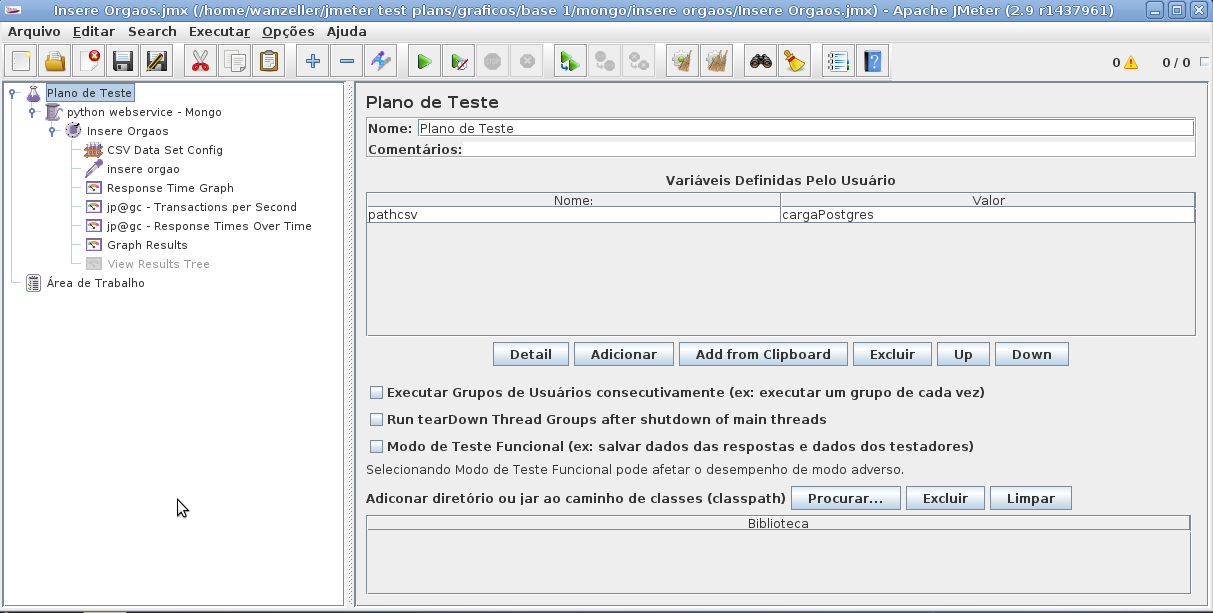 Insere Orgaos.jmx (/home/wanzeller/jmeter test plans/graficos/base 1/mongo/insere orgaos/Insere Orgaos.jmx) - Apache JMeter (2.9 r1437961)
Arquivo Editar Search Executar Opções Ajuda
0 0 / 0
Plano de Teste
python webservice - Mongo
Insere Orgaos
CSV Data Set Config
insere orgao
Response Time Graph
jp@gc - Transactions per Second
jp@gc - Response Times Over Time
Graph Results
View Results Tree
Área de Trabalho
Plano de Teste
Nome: Plano de Teste
Comentários:
Variáveis Definidas Pelo Usuário
Nome: Valor
pathcsv cargaPostgres
Detail Adicionar Add from Clipboard Excluir Up Down
Executar Grupos de Usuários consecutivamente (ex: executar um grupo de cada vez)
Run tearDown Thread Groups after shutdown of main threads
Modo de Teste Funcional (ex: salvar dados das respostas e dados dos testadores)
Selecionando Modo de Teste Funcional pode afetar o desempenho de modo adverso.
Adiconar diretório ou jar ao caminho de classes (classpath) Procurar... Excluir Limpar
Biblioteca